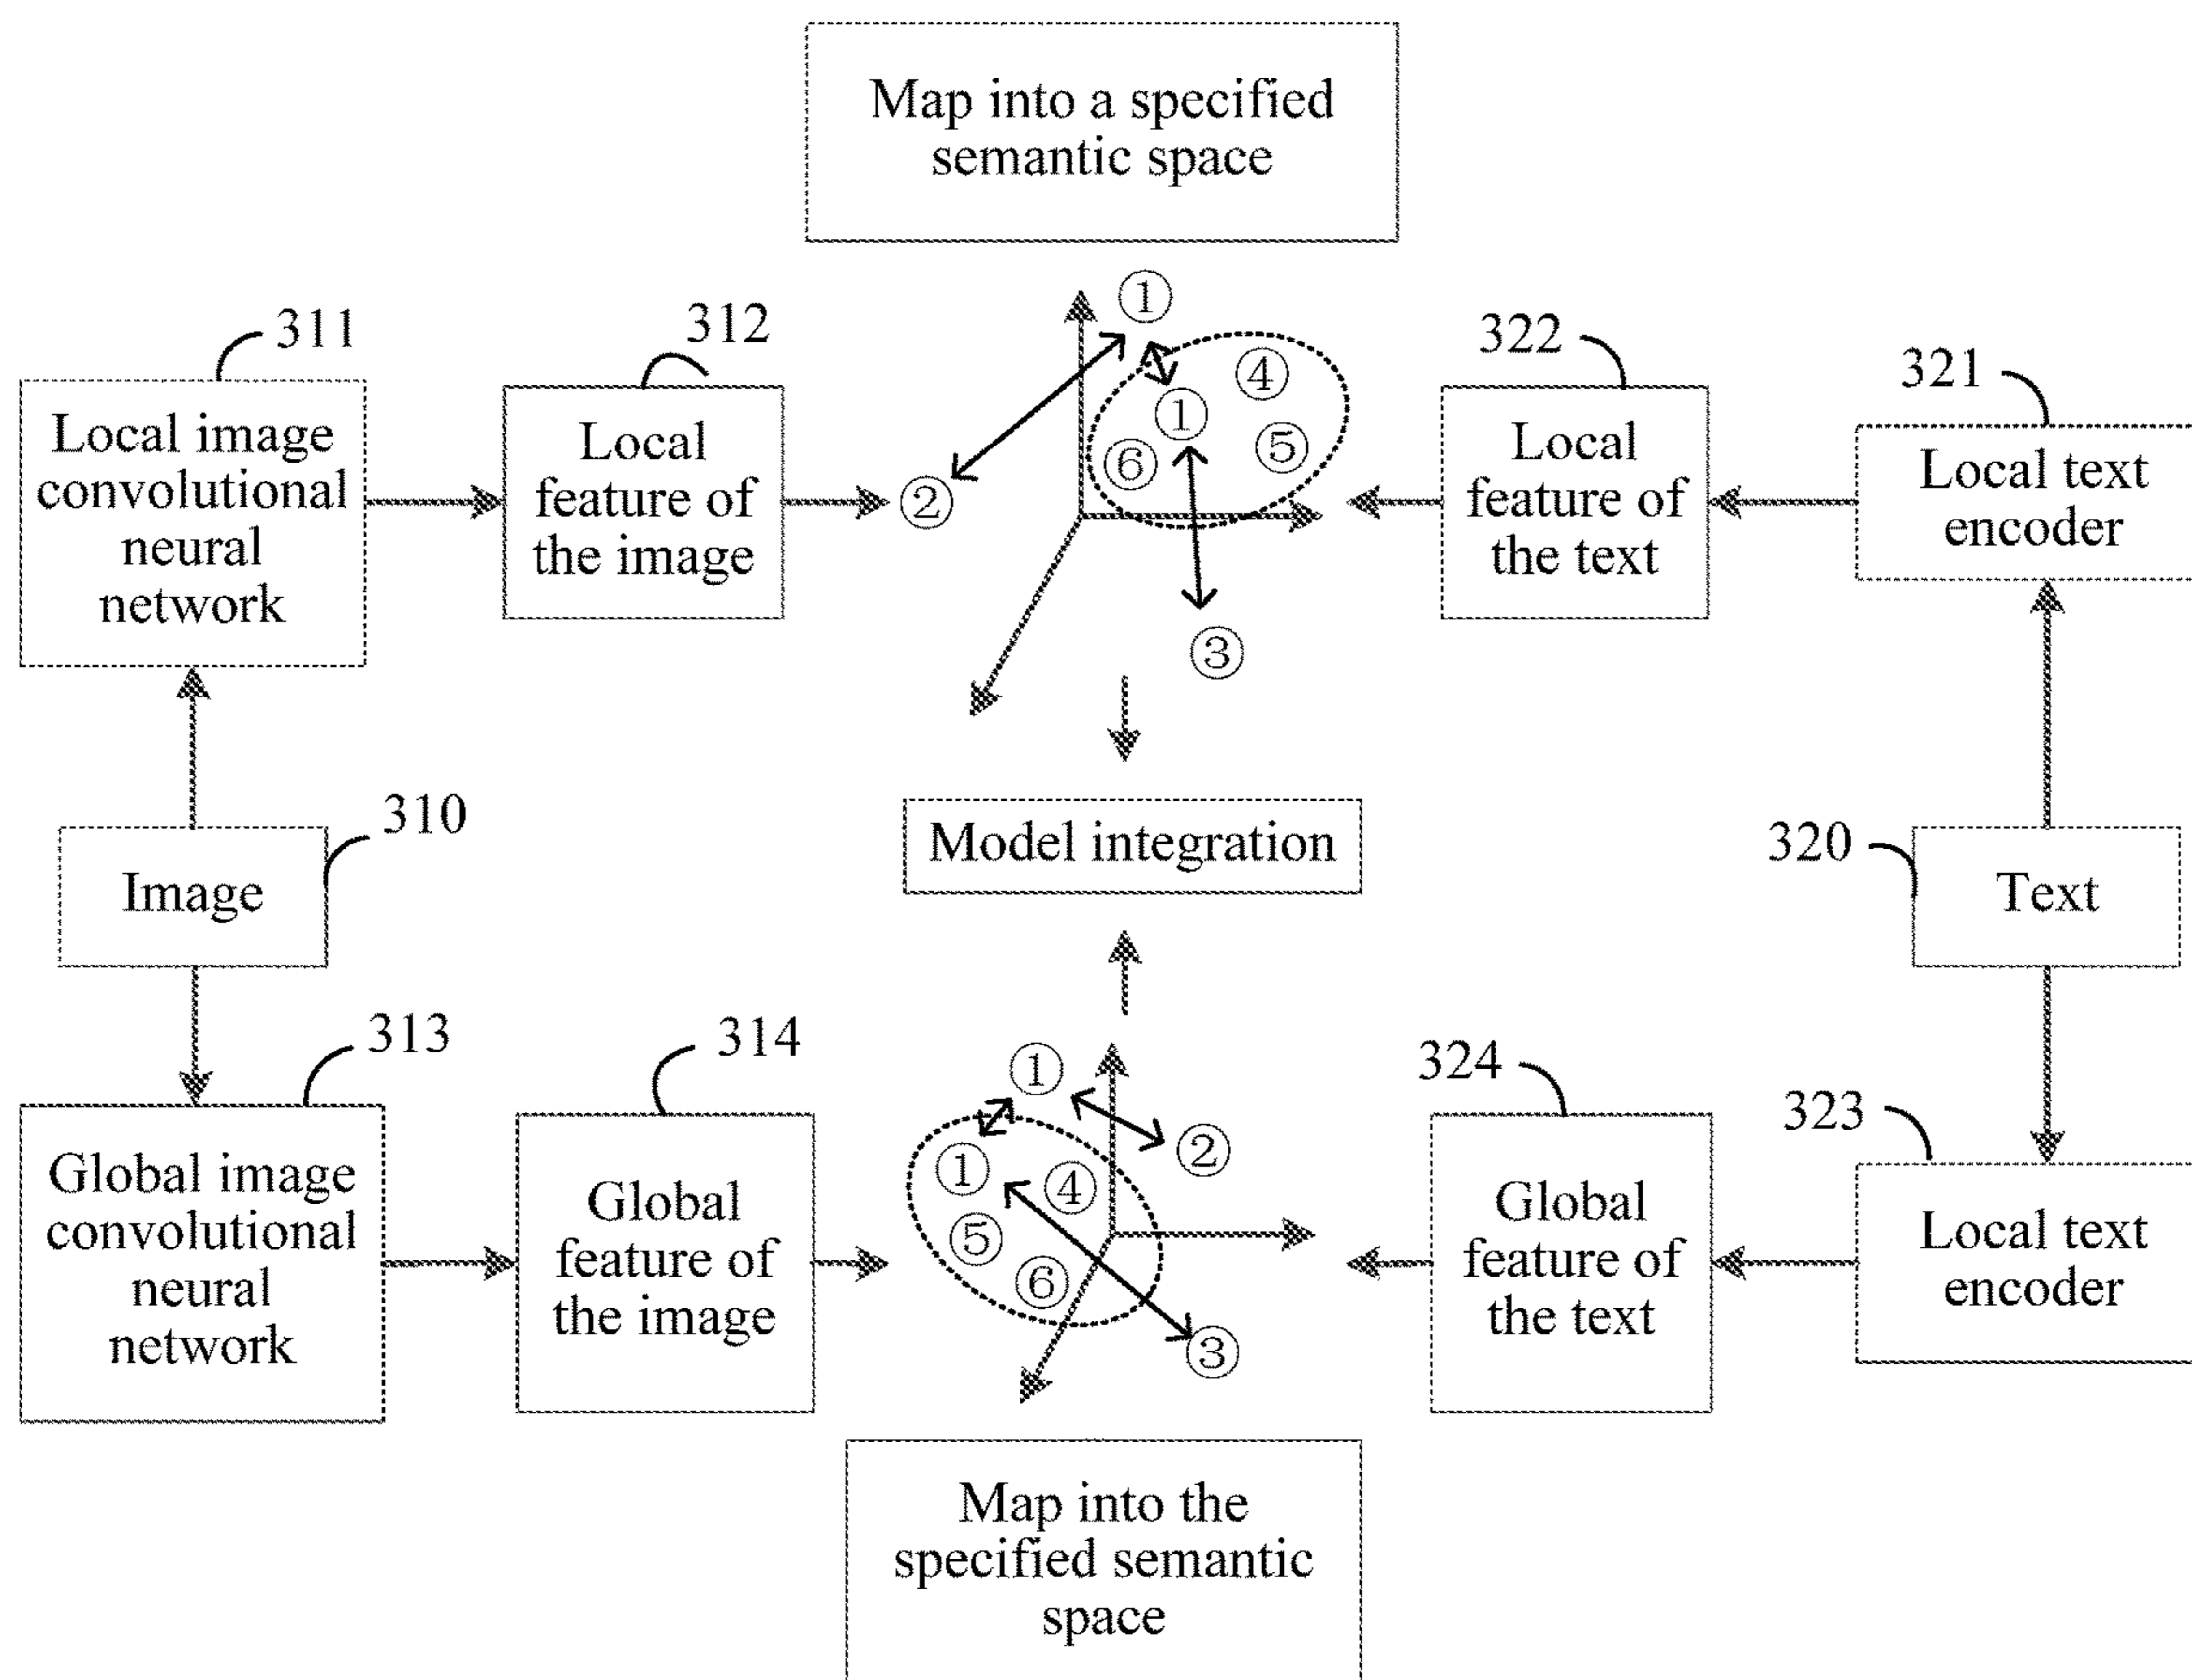 Map into a specified
semantic space
311
312
322
321
Local image
convolutional
neural
network
Local
feature of
the image
①
④
①
⑤
⑥
②
③
Local
feature of
the text
Local text
encoder
310
Image
Model integration
320
Text
313
314
324
323
Global image
convolutional
neural
network
Global
feature of
the image
①
②
①
④
⑤
⑥
③
Global
feature of
the text
Local text
encoder
Map into the
specified semantic
space